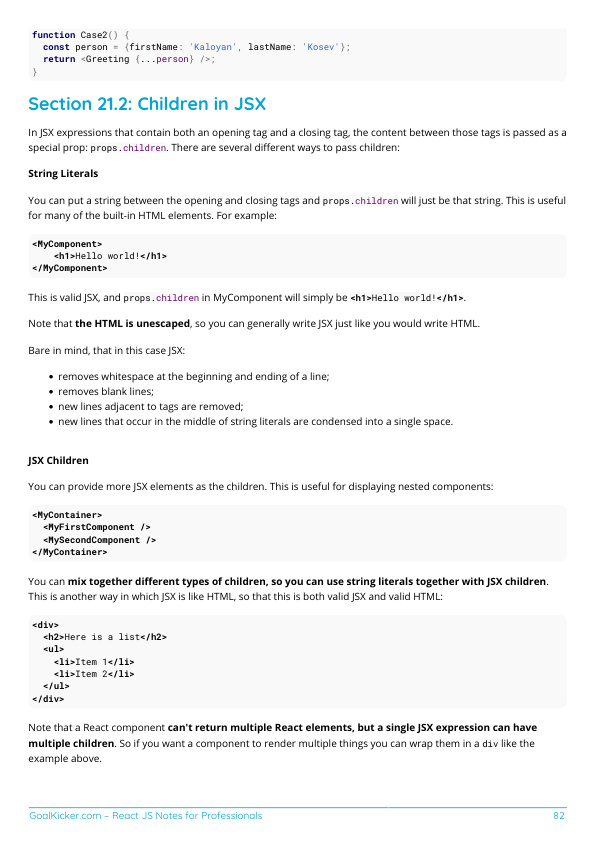 function Case2() {
  const person = {firstName: 'Kaloyan', lastName: 'Kosev'};
  return <Greeting {...person} />;
}
Section 21.2: Children in JSX
In JSX expressions that contain both an opening tag and a closing tag, the content between those tags is passed as a
special prop: props.children. There are several different ways to pass children:
String Literals
You can put a string between the opening and closing tags and props.children will just be that string. This is useful
for many of the built-in HTML elements. For example:
<MyComponent>
    <h1>Hello world!</h1>
</MyComponent>
This is valid JSX, and props.children in MyComponent will simply be <h1>Hello world!</h1>.
Note that the HTML is unescaped, so you can generally write JSX just like you would write HTML.
Bare in mind, that in this case JSX:
• removes whitespace at the beginning and ending of a line;
• removes blank lines;
• new lines adjacent to tags are removed;
• new lines that occur in the middle of string literals are condensed into a single space.
JSX Children
You can provide more JSX elements as the children. This is useful for displaying nested components:
<MyContainer>
  <MyFirstComponent />
  <MySecondComponent />
</MyContainer>
You can mix together different types of children, so you can use string literals together with JSX children.
This is another way in which JSX is like HTML, so that this is both valid JSX and valid HTML:
<div>
  <h2>Here is a list</h2>
  <ul>
    <li>Item 1</li>
    <li>Item 2</li>
  </ul>
</div>
Note that a React component can't return multiple React elements, but a single JSX expression can have
multiple children. So if you want a component to render multiple things you can wrap them in a div like the
example above.
GoalKicker.com – React JS Notes for Professionals 82